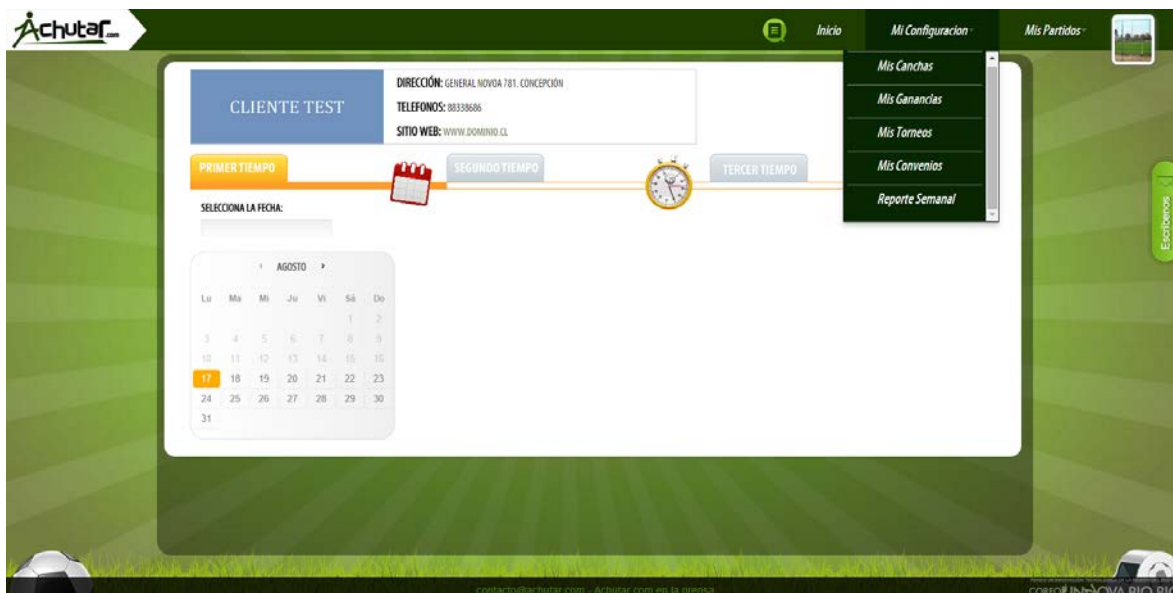 Achutar.com
Inicio
Mi Configuracion
Mis Partidos
Mis Canchas
Mis Ganancias
Mis Torneos
Mis Convenios
Reporte Semanal
CLIENTE TEST
DIRECCIÓN: GENERAL NOVOA 781. CONCEPCIÓN
TELEFONOS: 88338686
SITIO WEB: WWW.DOMINIO.CL
PRIMER TIEMPO
SEGUNDO TIEMPO
TERCER TIEMPO
SELECCIONA LA FECHA:
‹ AGOSTO ›
Lu Ma Mi Ju Vi Sá Do
1 2
3 4 5 6 7 8 9
10 11 12 13 14 15 16
17 18 19 20 21 22 23
24 25 26 27 28 29 30
31
Escríbenos
contacto@achutar.com - Achutar.com en la prensa